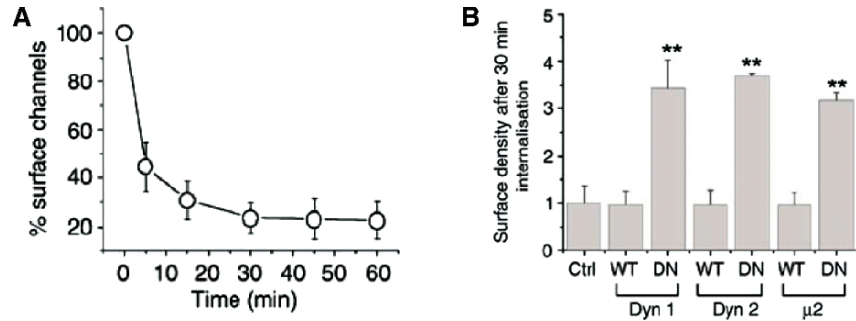 A
% surface channels
100
80
60
40
20
0 10 20 30 40 50 60
Time (min)
B
Surface density after 30 min
internalisation
5
4
3
2
1
0
** ** **
Ctrl WT DN WT DN WT DN
Dyn 1 Dyn 2 μ2